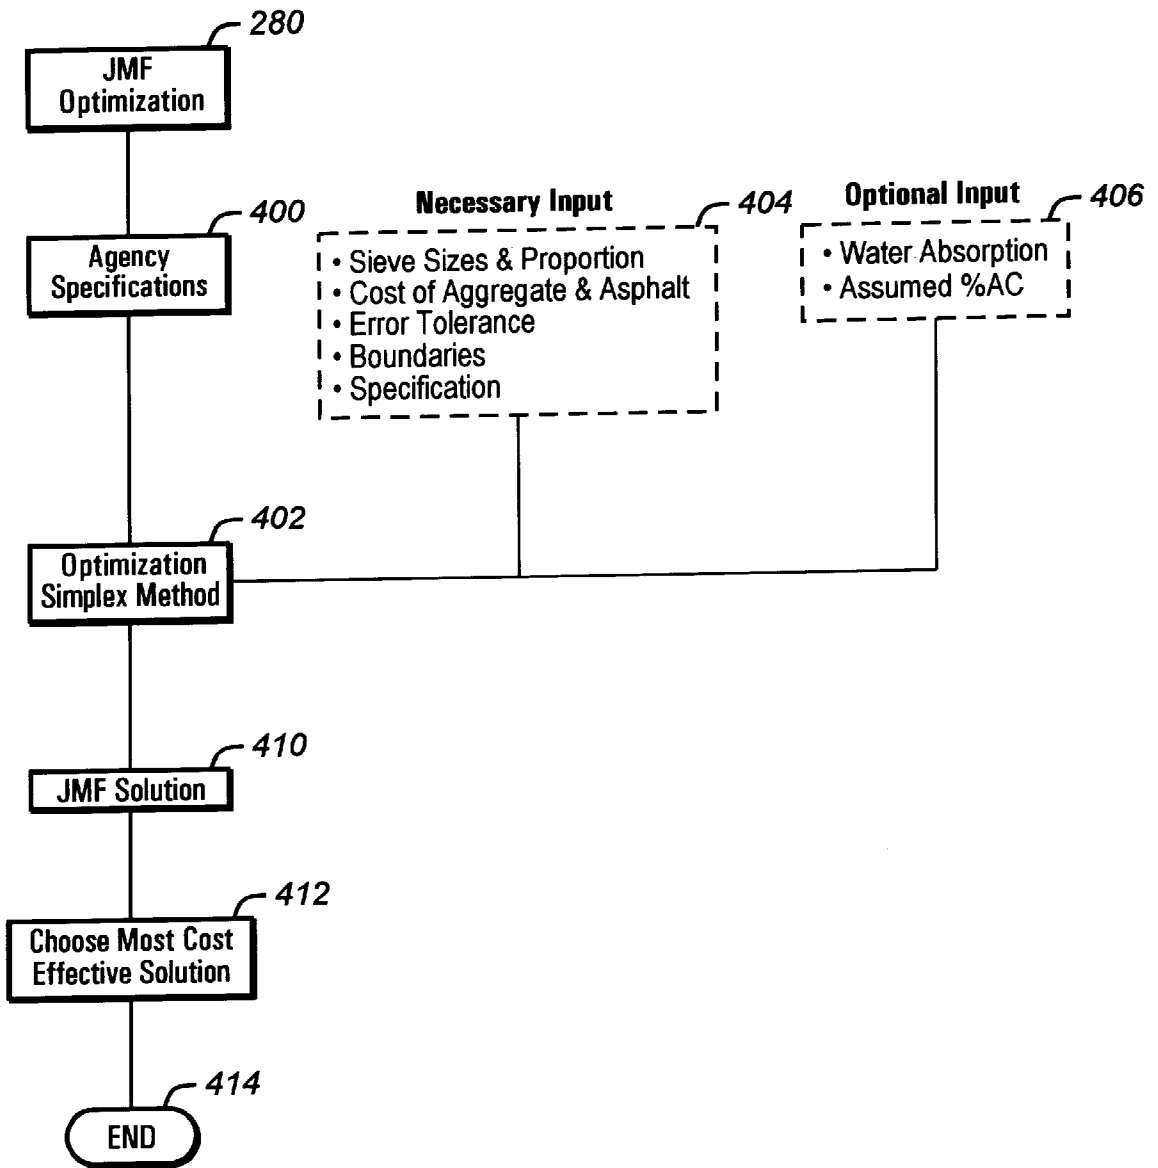 280
JMF
Optimization
400
Agency
Specifications
Necessary Input
404
• Sieve Sizes & Proportion
• Cost of Aggregate & Asphalt
• Error Tolerance
• Boundaries
• Specification
Optional Input
406
• Water Absorption
• Assumed %AC
402
Optimization
Simplex Method
410
JMF Solution
412
Choose Most Cost
Effective Solution
414
END